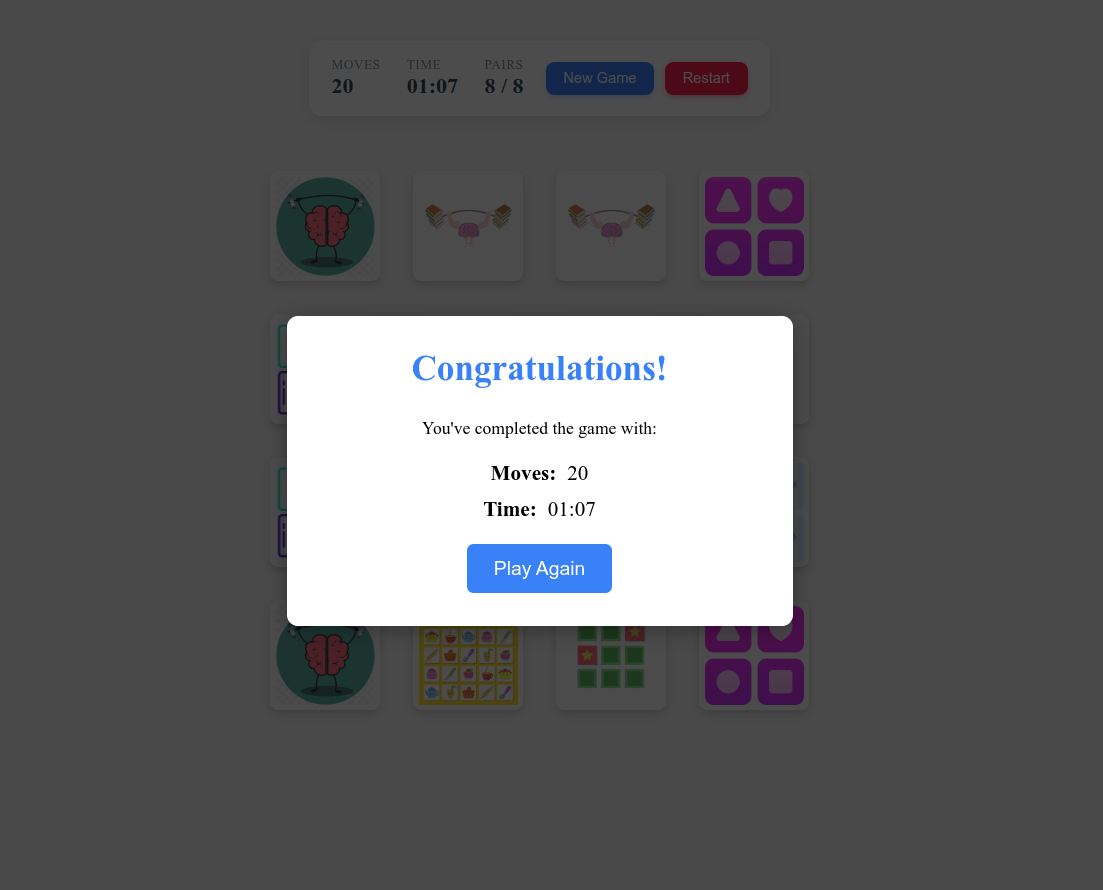 MOVES TIME PAIRS
20 01:07 8 / 8 New Game Restart
Congratulations!
You've completed the game with:
Moves: 20
Time: 01:07
Play Again